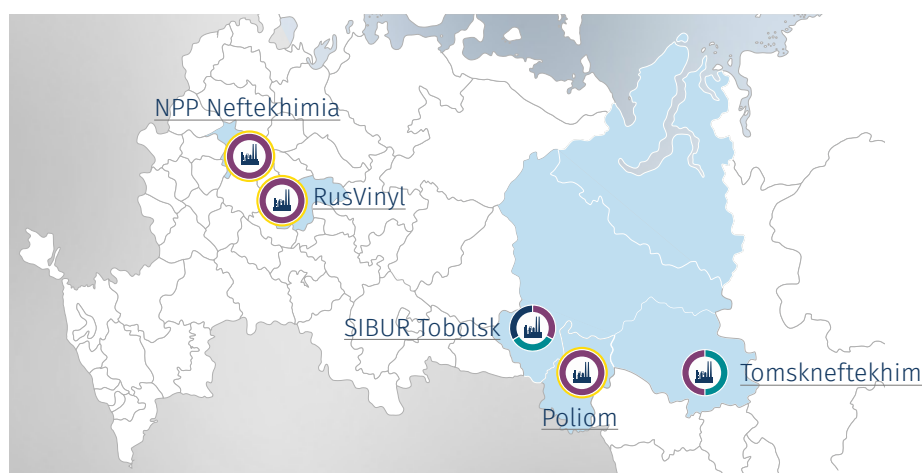 NPP Neftekhimia
RusVinyl
SIBUR Tobolsk
Tomskneftekhim
Poliom